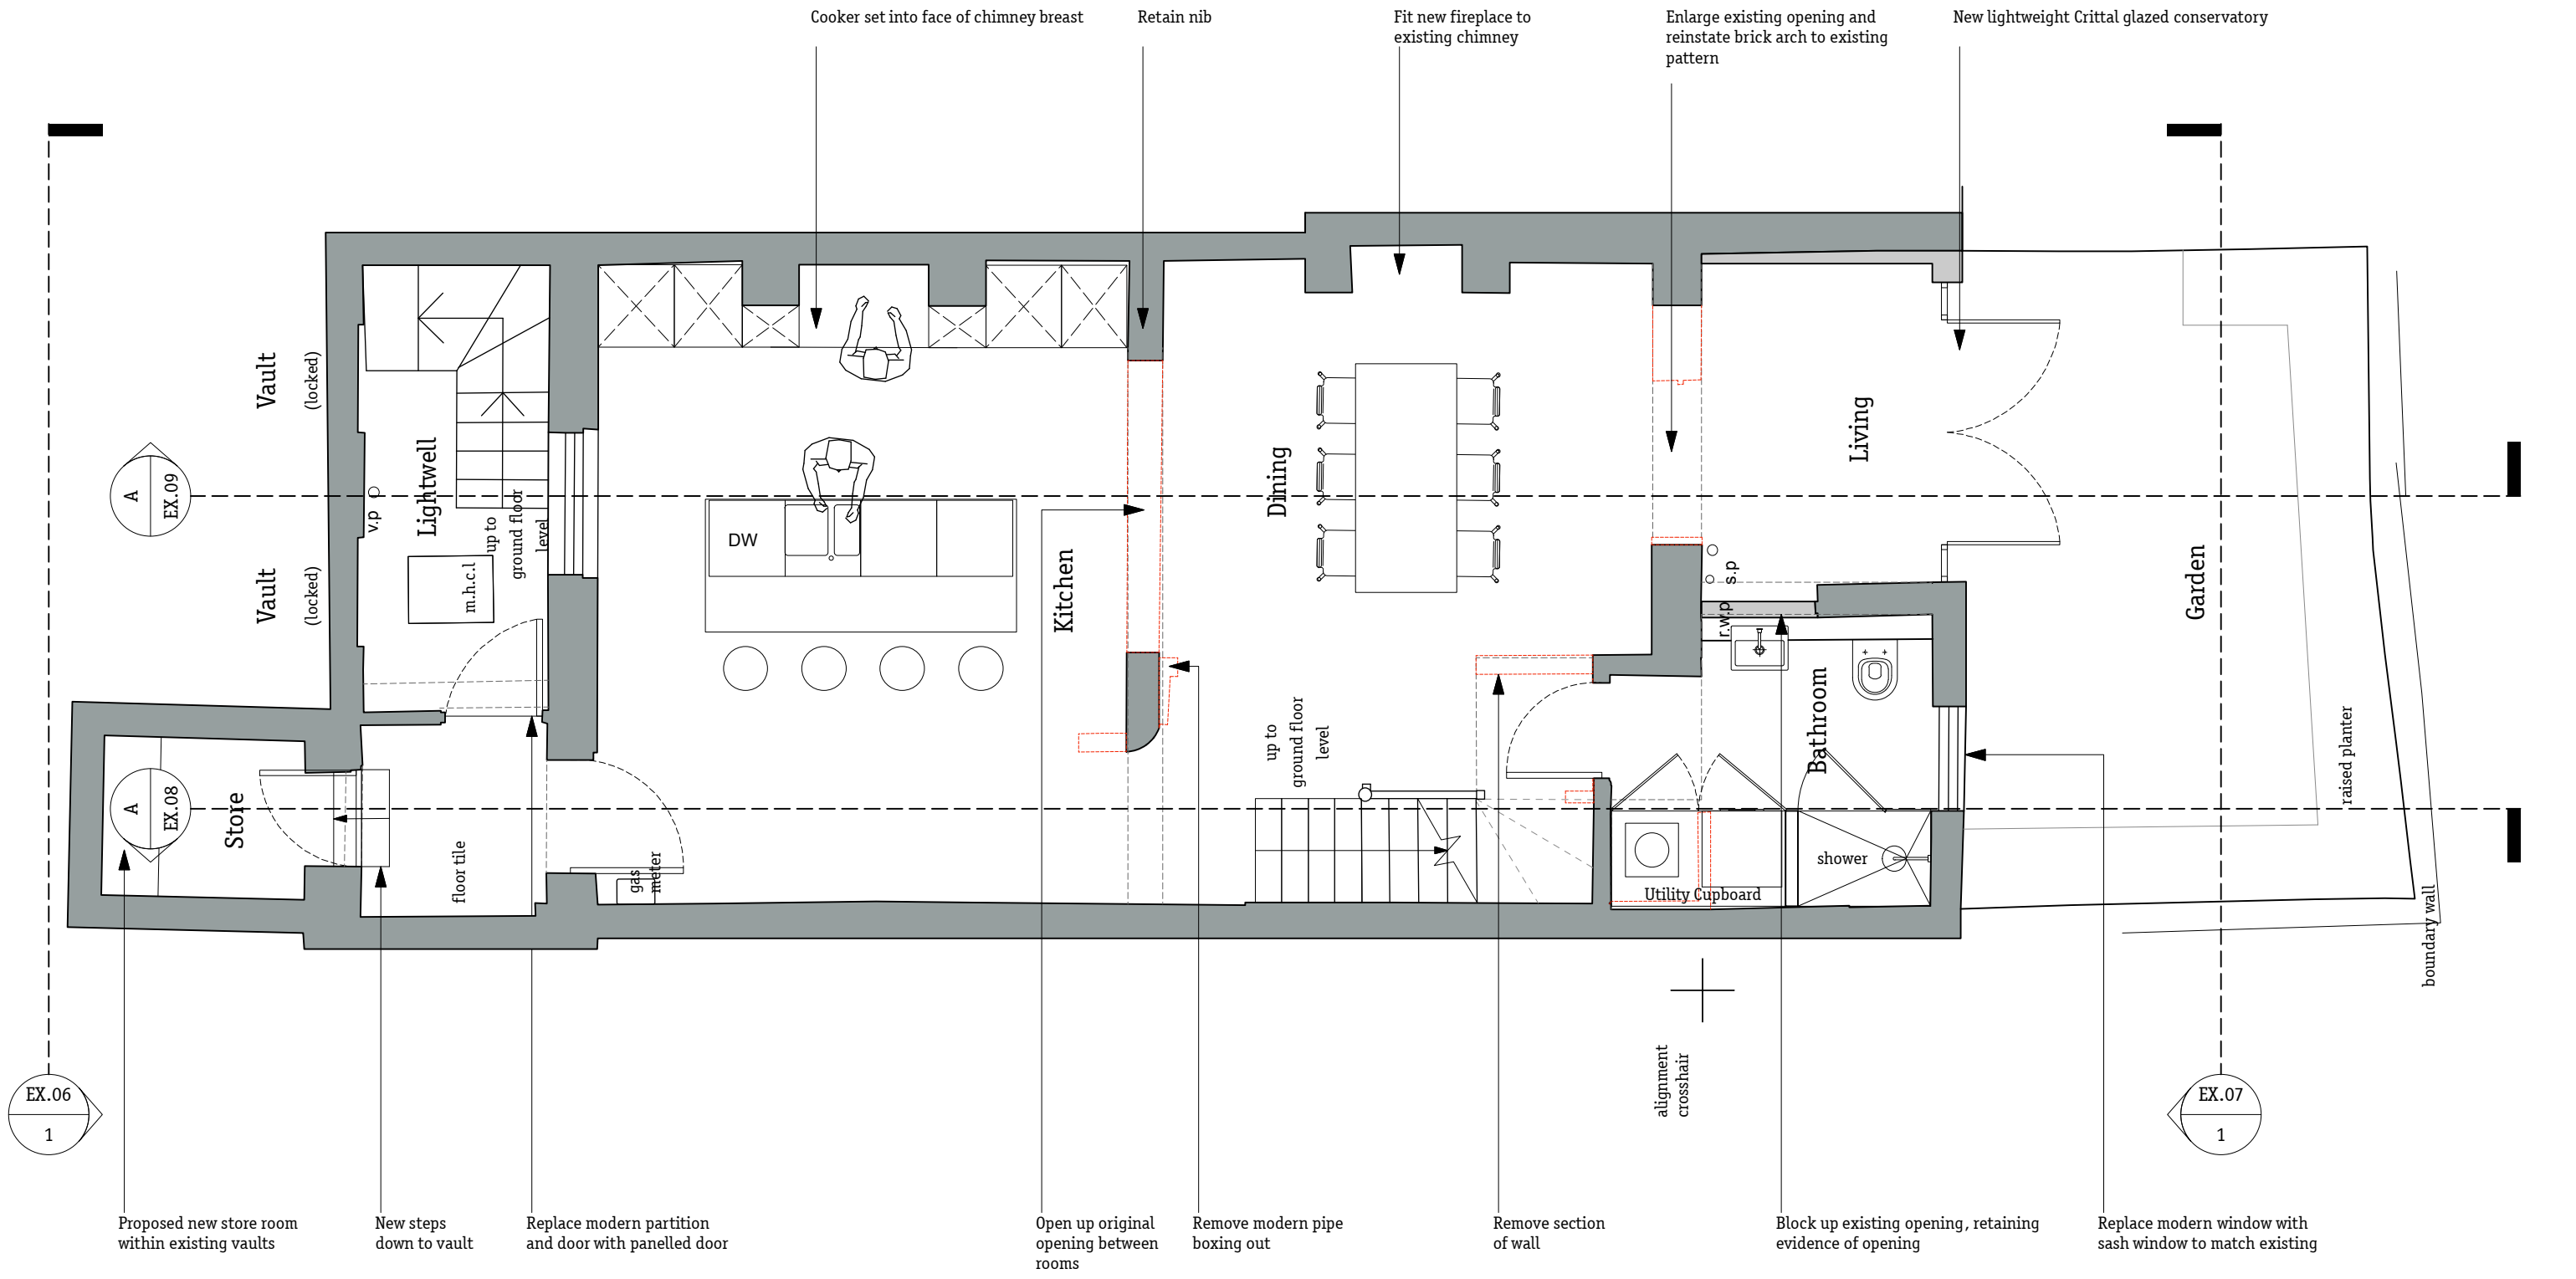 Cooker set into face of chimney breast
Retain nib
Fit new fireplace to
existing chimney
Enlarge existing opening and
reinstate brick arch to existing
pattern
New lightweight Crittal glazed conservatory
Vault
(locked)
Vault
(locked)
A
EX.09
v.p
Lightwell
up to
ground floor
level
m.h.c.l
DW
Kitchen
Dining
Living
s.p
r.w.p
Garden
A
EX.08
Store
floor tile
gas
meter
up to
ground floor
level
Bathroom
shower
Utility Cupboard
raised planter
boundary wall
alignment
crosshair
EX.06
1
EX.07
1
Proposed new store room
within existing vaults
New steps
down to vault
Replace modern partition
and door with panelled door
Open up original
opening between
rooms
Remove modern pipe
boxing out
Remove section
of wall
Block up existing opening, retaining
evidence of opening
Replace modern window with
sash window to match existing